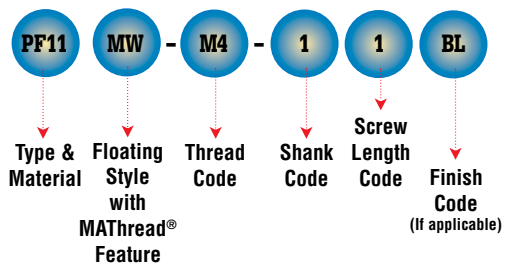 PF11 MW - M4 - 1 1 BL
Type &
Material
Floating
Style
with
MAThread®
Feature
Thread
Code
Shank
Code
Screw
Length
Code
Finish
Code
(If applicable)